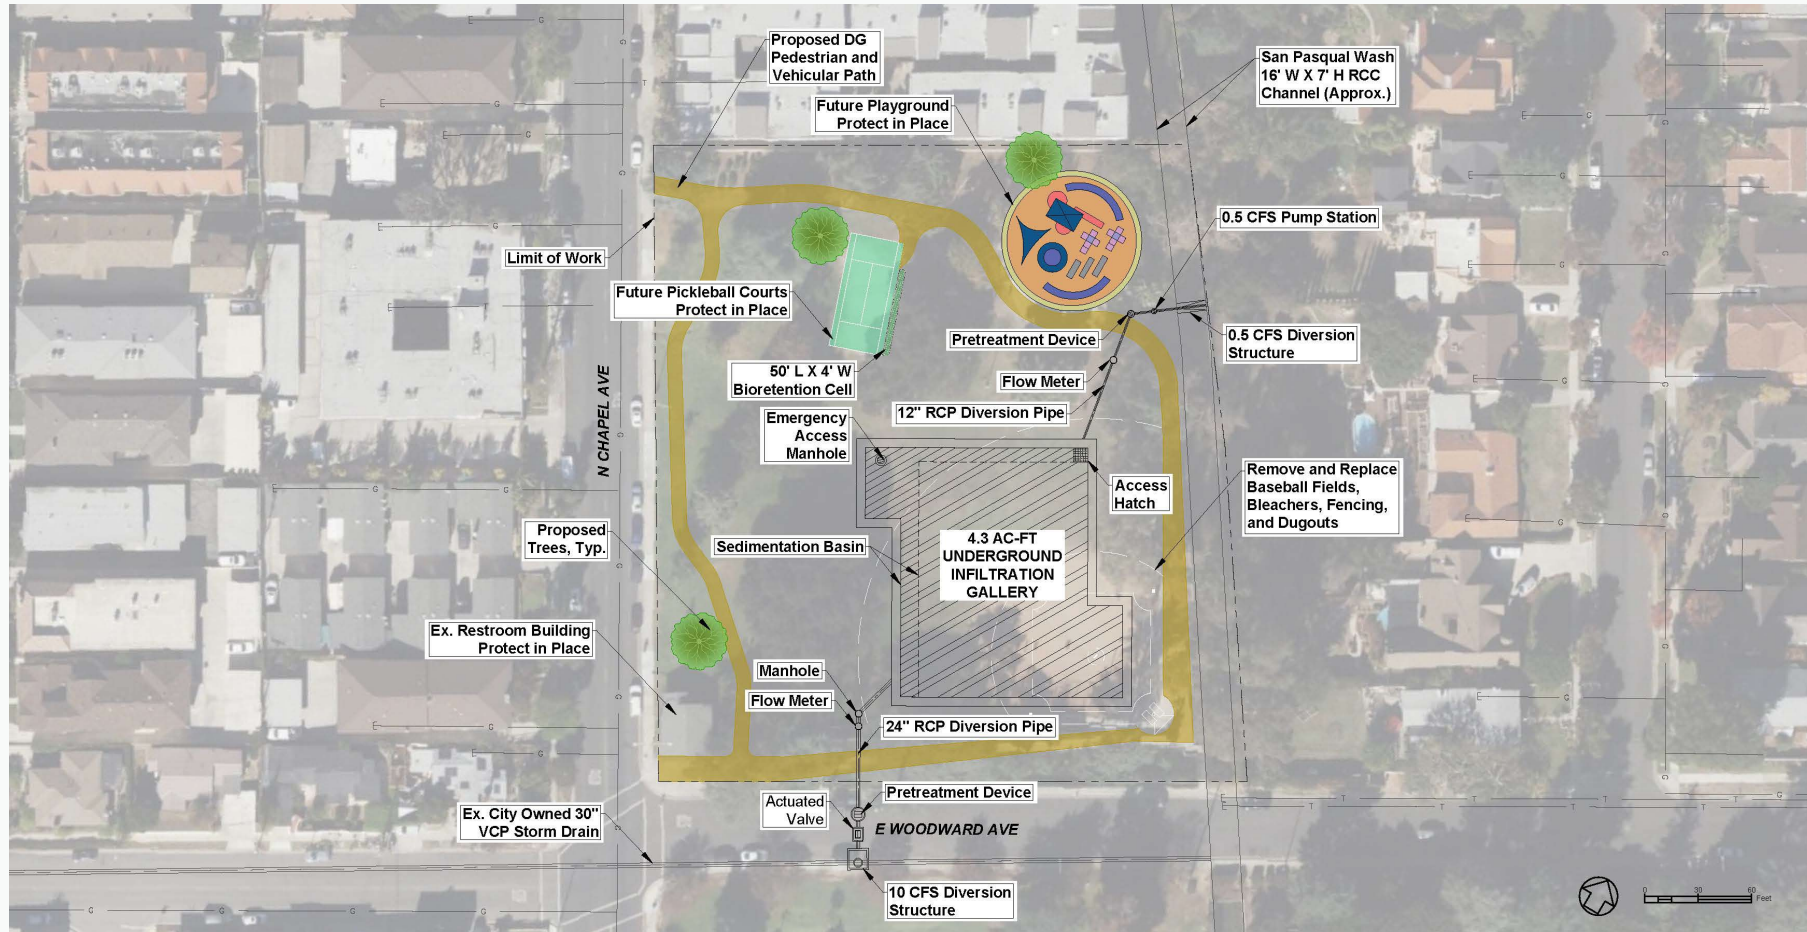 Proposed DG
Pedestrian and
Vehicular Path
San Pasqual Wash
16' W X 7' H RCC
Channel (Approx.)
Future Playground
Protect in Place
0.5 CFS Pump Station
Limit of Work
Future Pickleball Courts
Protect in Place
Pretreatment Device
0.5 CFS Diversion
Structure
50' L X 4' W
Bioretention Cell
Flow Meter
12" RCP Diversion Pipe
N CHAPEL AVE
Emergency
Access
Manhole
Access
Hatch
Remove and Replace
Baseball Fields,
Bleachers, Fencing,
and Dugouts
Proposed
Trees, Typ.
Sedimentation Basin
4.3 AC-FT
UNDERGROUND
INFILTRATION
GALLERY
Ex. Restroom Building
Protect in Place
Manhole
Flow Meter
24" RCP Diversion Pipe
Pretreatment Device
Actuated
Valve
Ex. City Owned 30"
VCP Storm Drain
E WOODWARD AVE
10 CFS Diversion
Structure
0 30 60
Feet